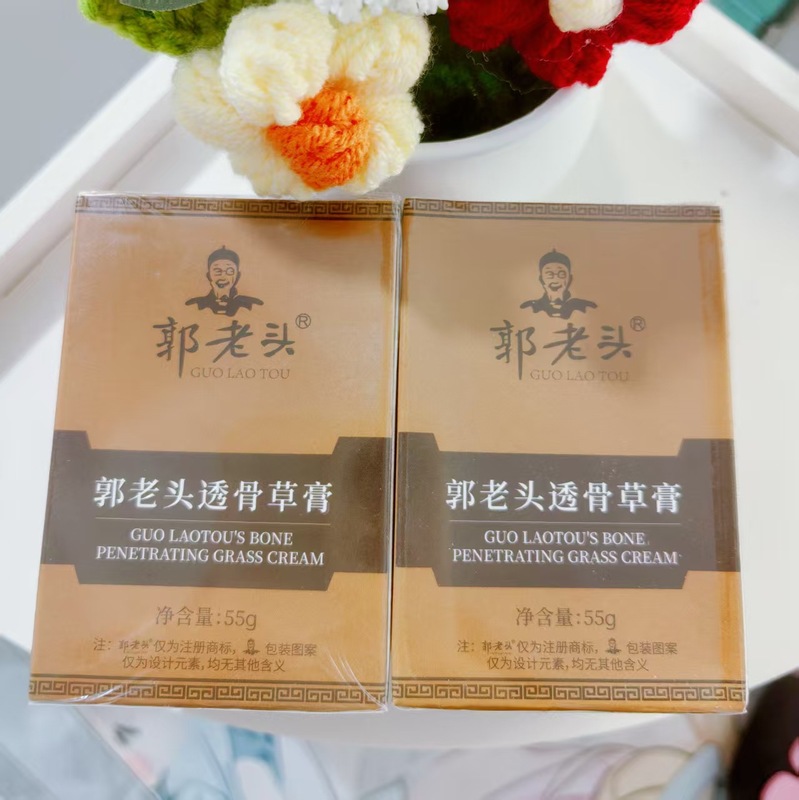 郭老头®
GUO LAO TOU
郭老头透骨草膏
GUO LAOTOU'S BONE
PENETRATING GRASS CREAM
净含量:55g
注:郭老头®仅为注册商标, 包装图案
仅为设计元素,均无其他含义
郭老头®
GUO LAO TOU
郭老头透骨草膏
GUO LAOTOU'S BONE
PENETRATING GRASS CREAM
净含量:55g
注:郭老头®仅为注册商标, 包装图案
仅为设计元素,均无其他含义